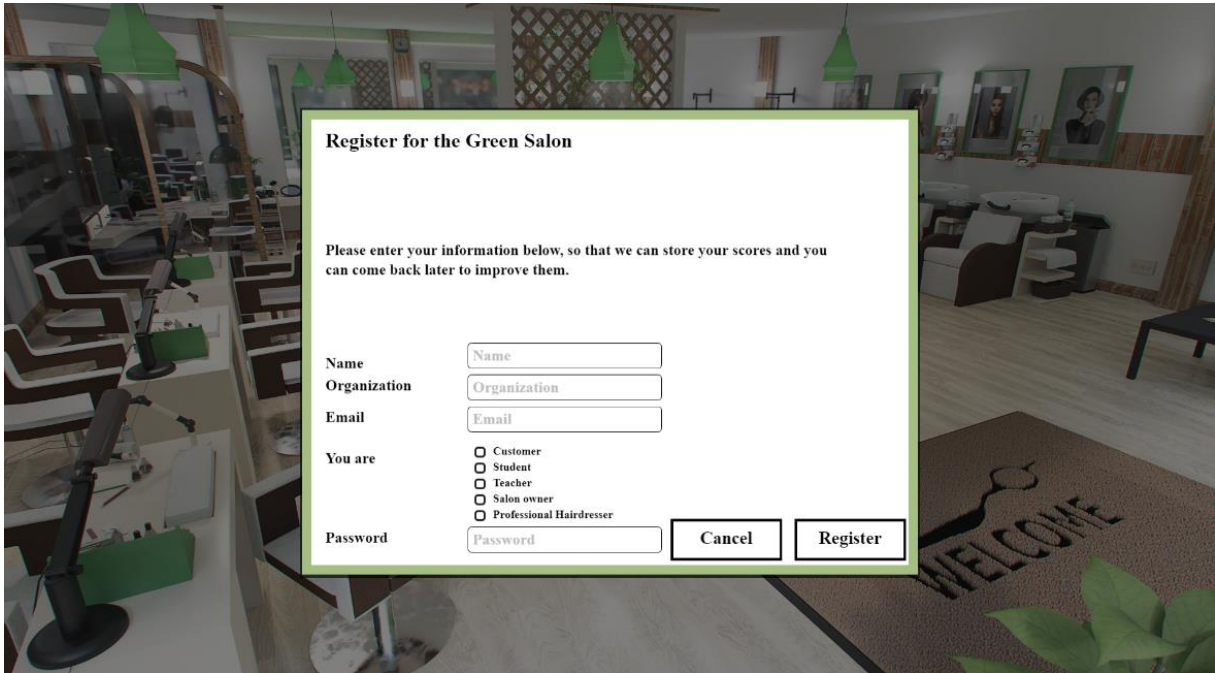 Register for the Green Salon
Please enter your information below, so that we can store your scores and you
can come back later to improve them.
Name
Name
Organization
Organization
Email
Email
You are
Customer
Student
Teacher
Salon owner
Professional Hairdresser
Password
Password
Cancel
Register
WELCOME